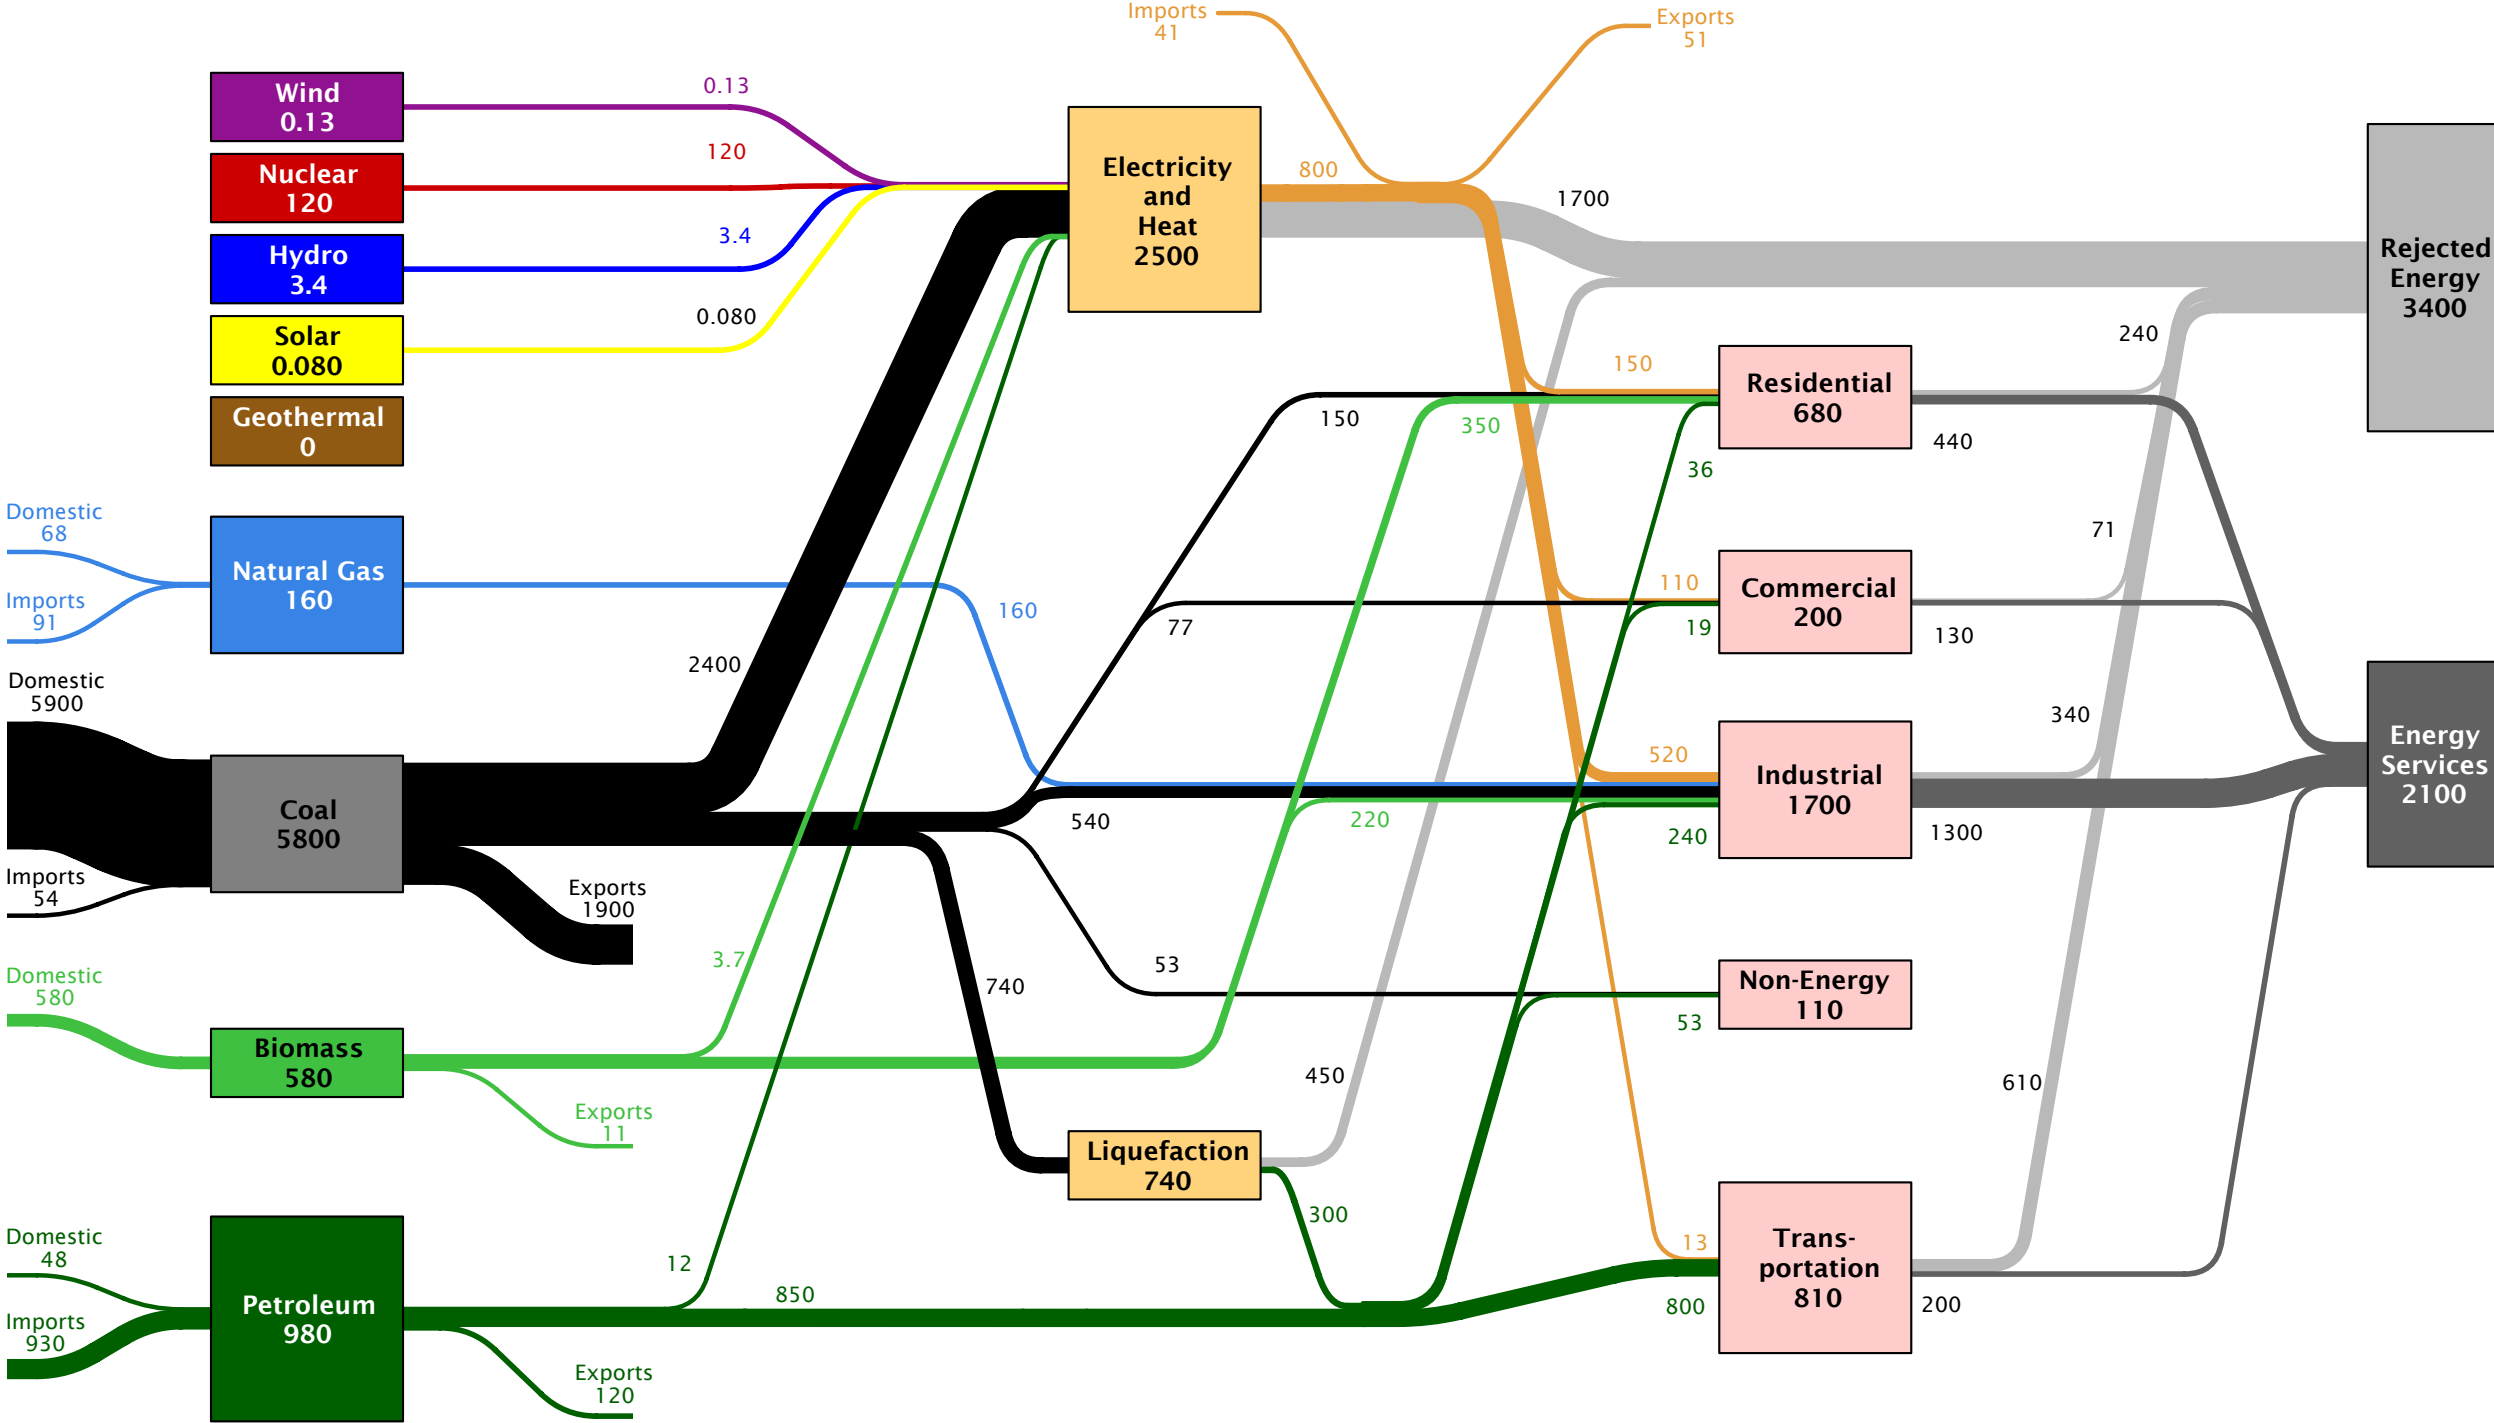 Imports
41
Exports
51
Wind
0.13
0.13
Nuclear
120
120
Hydro
3.4
3.4
Solar
0.080
0.080
Geothermal
0
Electricity
and
Heat
2500
800
1700
Rejected
Energy
3400
240
150
Residential
680
440
150
350
36
Domestic
68
Imports
91
Natural Gas
160
160
71
110
Commercial
200
130
77
19
2400
Domestic
5900
Imports
54
Coal
5800
Exports
1900
340
520
Industrial
1700
1300
540
220
240
Energy
Services
2100
53
740
Non-Energy
110
53
Domestic
580
Biomass
580
3.7
Exports
11
450
610
Liquefaction
740
300
Domestic
48
Imports
930
Petroleum
980
12
850
Exports
120
13
Trans-
portation
810
800
200